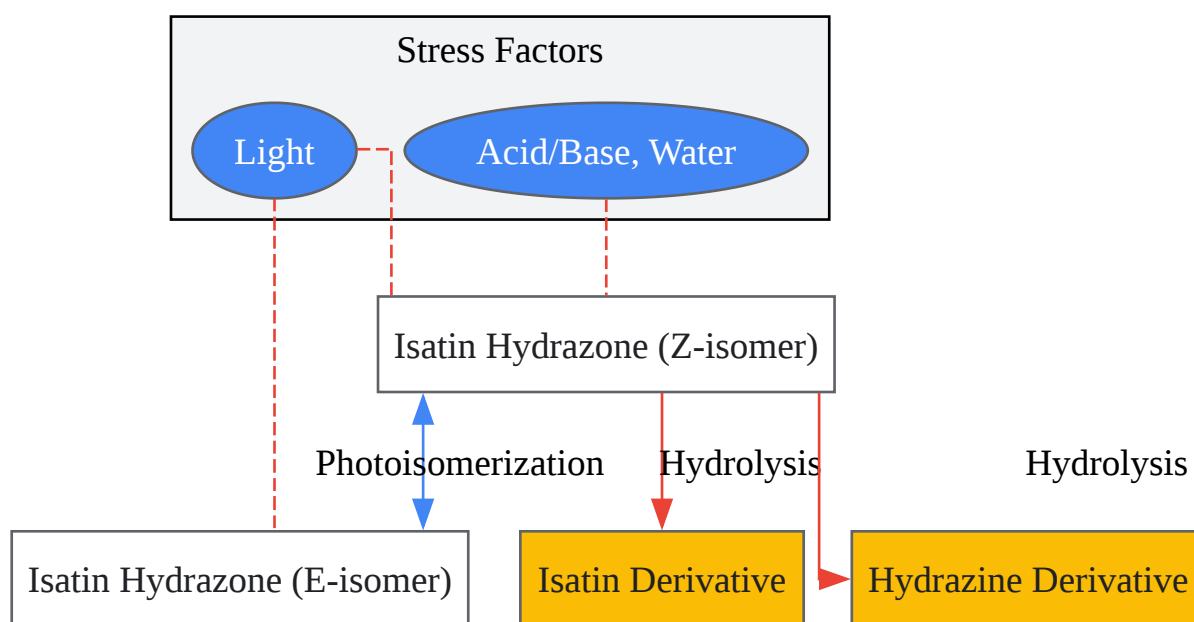 Stress Factors
Light
Acid/Base, Water
Isatin Hydrazone (Z-isomer)
Photoisomerization
Hydrolysis
Hydrolysis
Isatin Hydrazone (E-isomer)
Isatin Derivative
Hydrazine Derivative